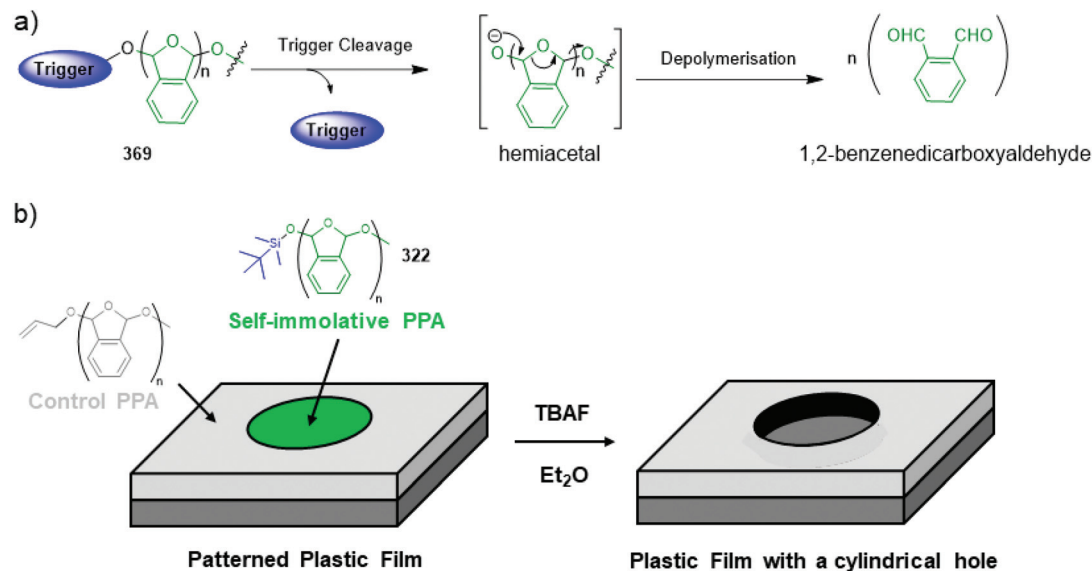 a)
Trigger
O
O
O
n
369
Trigger Cleavage
Trigger
O
O
O
n
hemiacetal
Depolymerisation
n
OHC
CHO
1,2-benzenedicarboxyaldehyde
b)
Si
O
O
O
n
322
Self-immolative PPA
O
O
O
n
Control PPA
TBAF
Et2O
Patterned Plastic Film
Plastic Film with a cylindrical hole